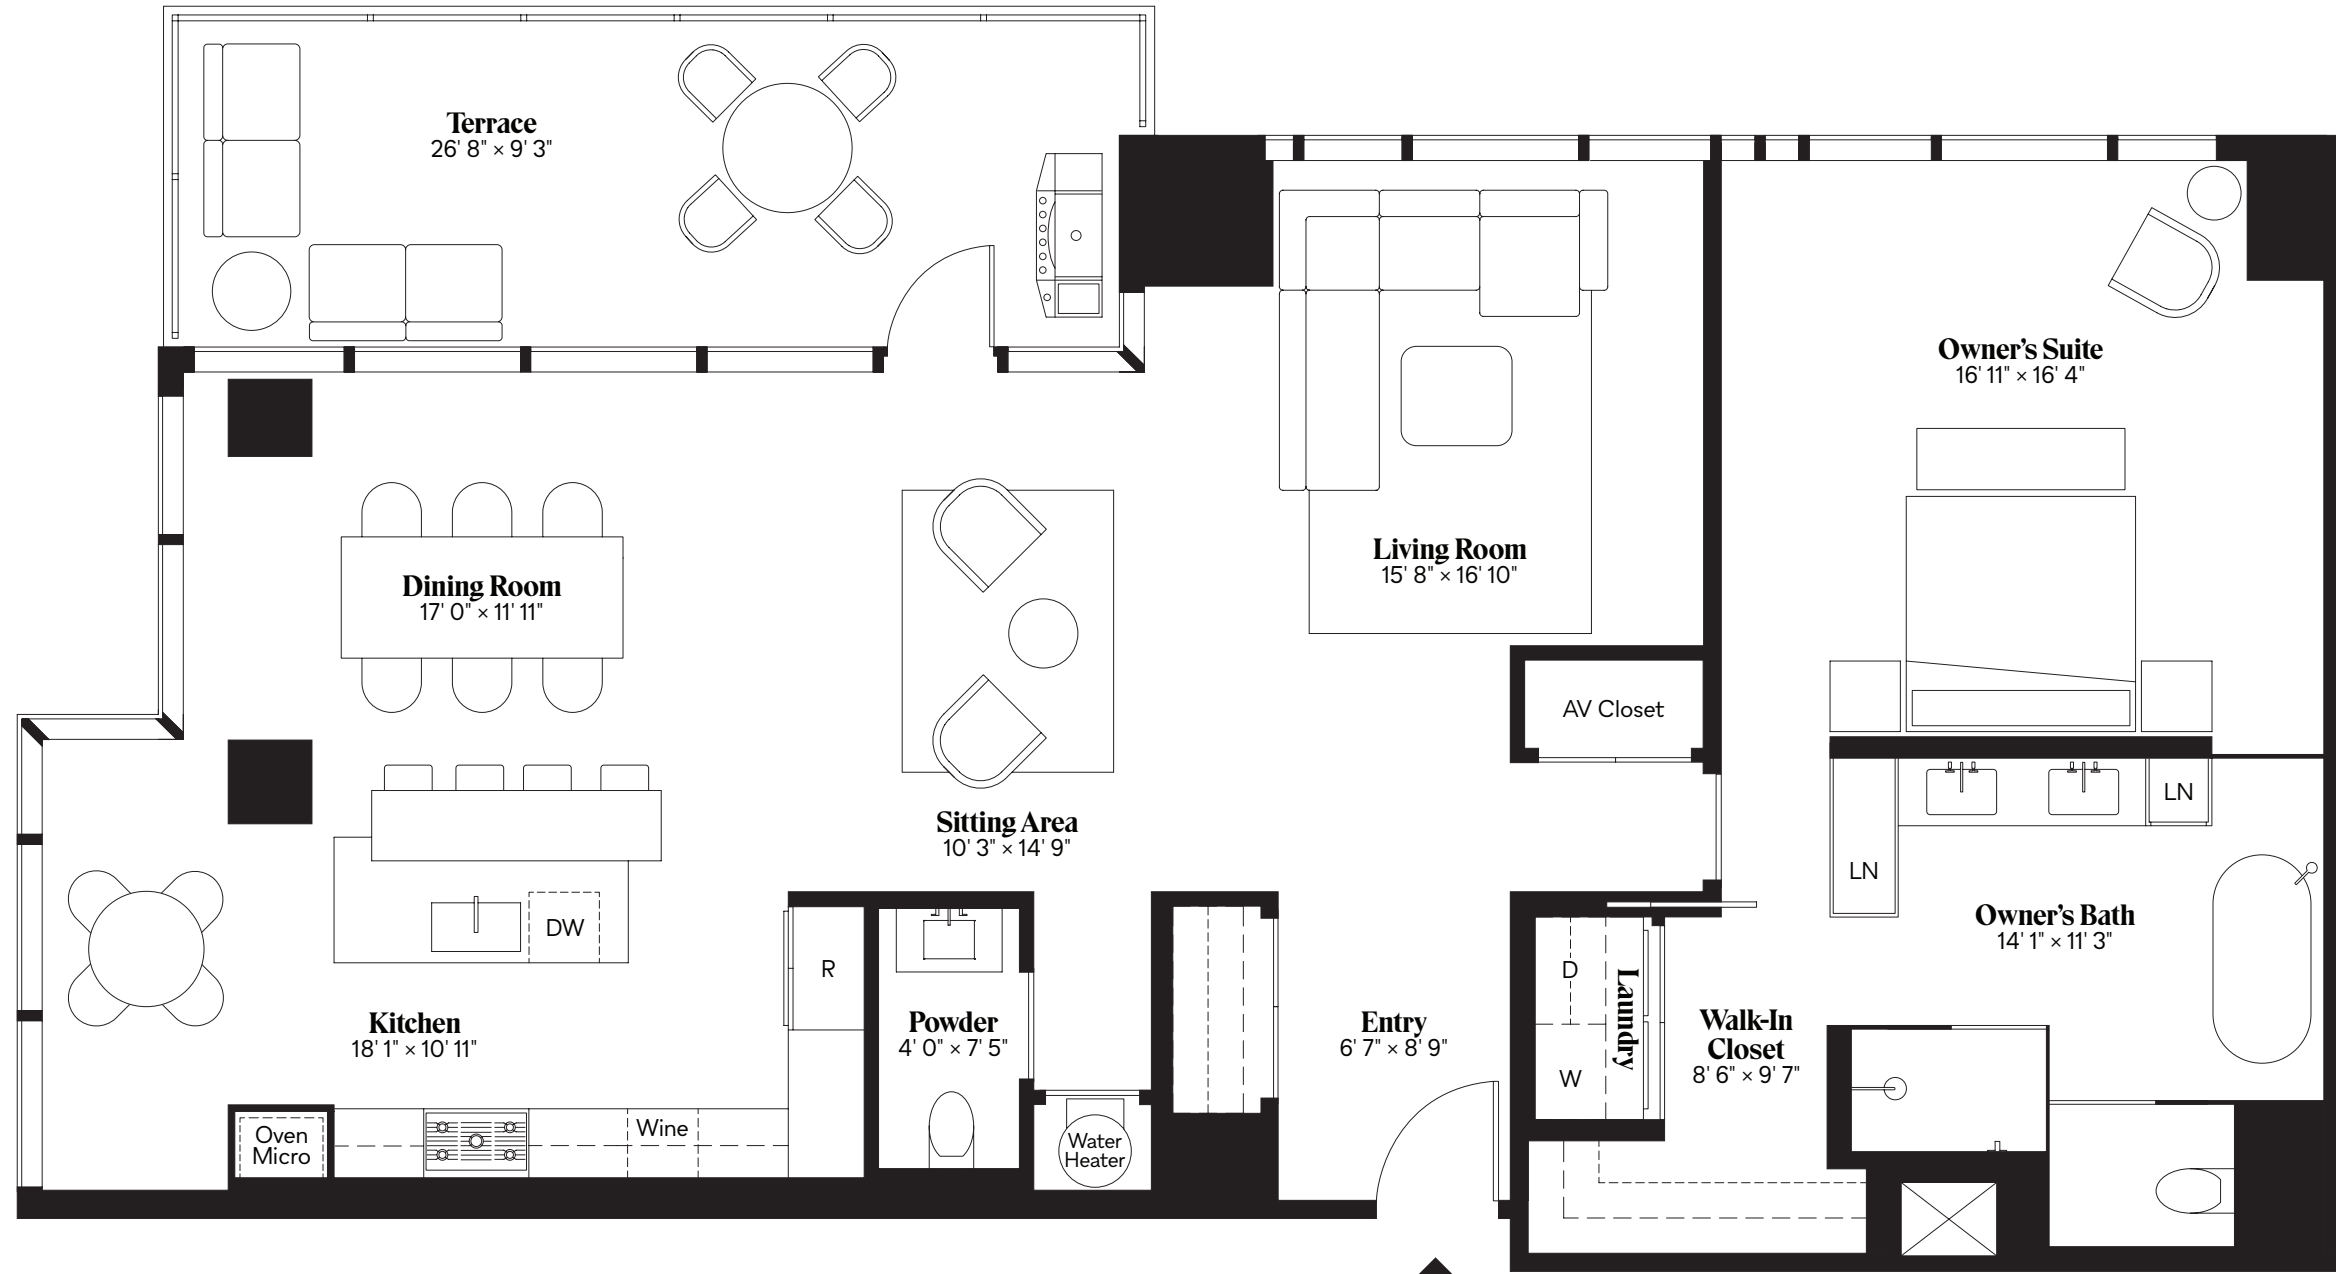 Terrace
26' 8" × 9' 3"
Owner's Suite
16' 11" × 16' 4"
Living Room
15' 8" × 16' 10"
Dining Room
17' 0" × 11' 11"
AV Closet
Sitting Area
10' 3" × 14' 9"
LN
LN
DW
R
Owner's Bath
14' 1" × 11' 3"
D
Laundry
W
Kitchen
18' 1" × 10' 11"
Powder
4' 0" × 7' 5"
Entry
6' 7" × 8' 9"
Walk-In
Closet
8' 6" × 9' 7"
Oven
Micro
Wine
Water
Heater